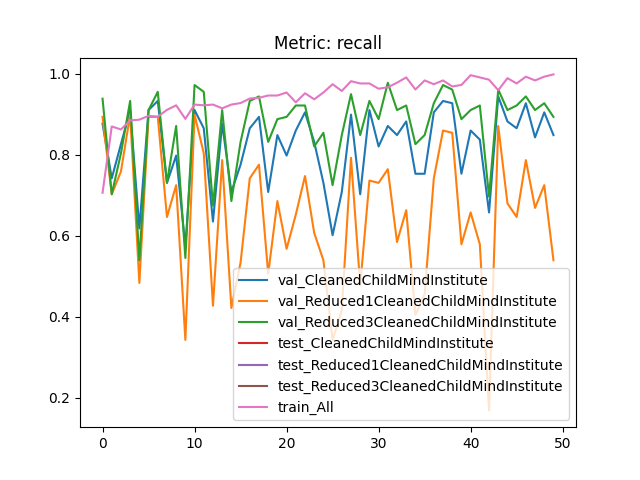 Metric: recall
1.0
0.8
0.6
0.4
0.2
val_CleanedChildMindInstitute
val_Reduced1CleanedChildMindInstitute
val_Reduced3CleanedChildMindInstitute
test_CleanedChildMindInstitute
test_Reduced1CleanedChildMindInstitute
test_Reduced3CleanedChildMindInstitute
train_All
0 10 20 30 40 50